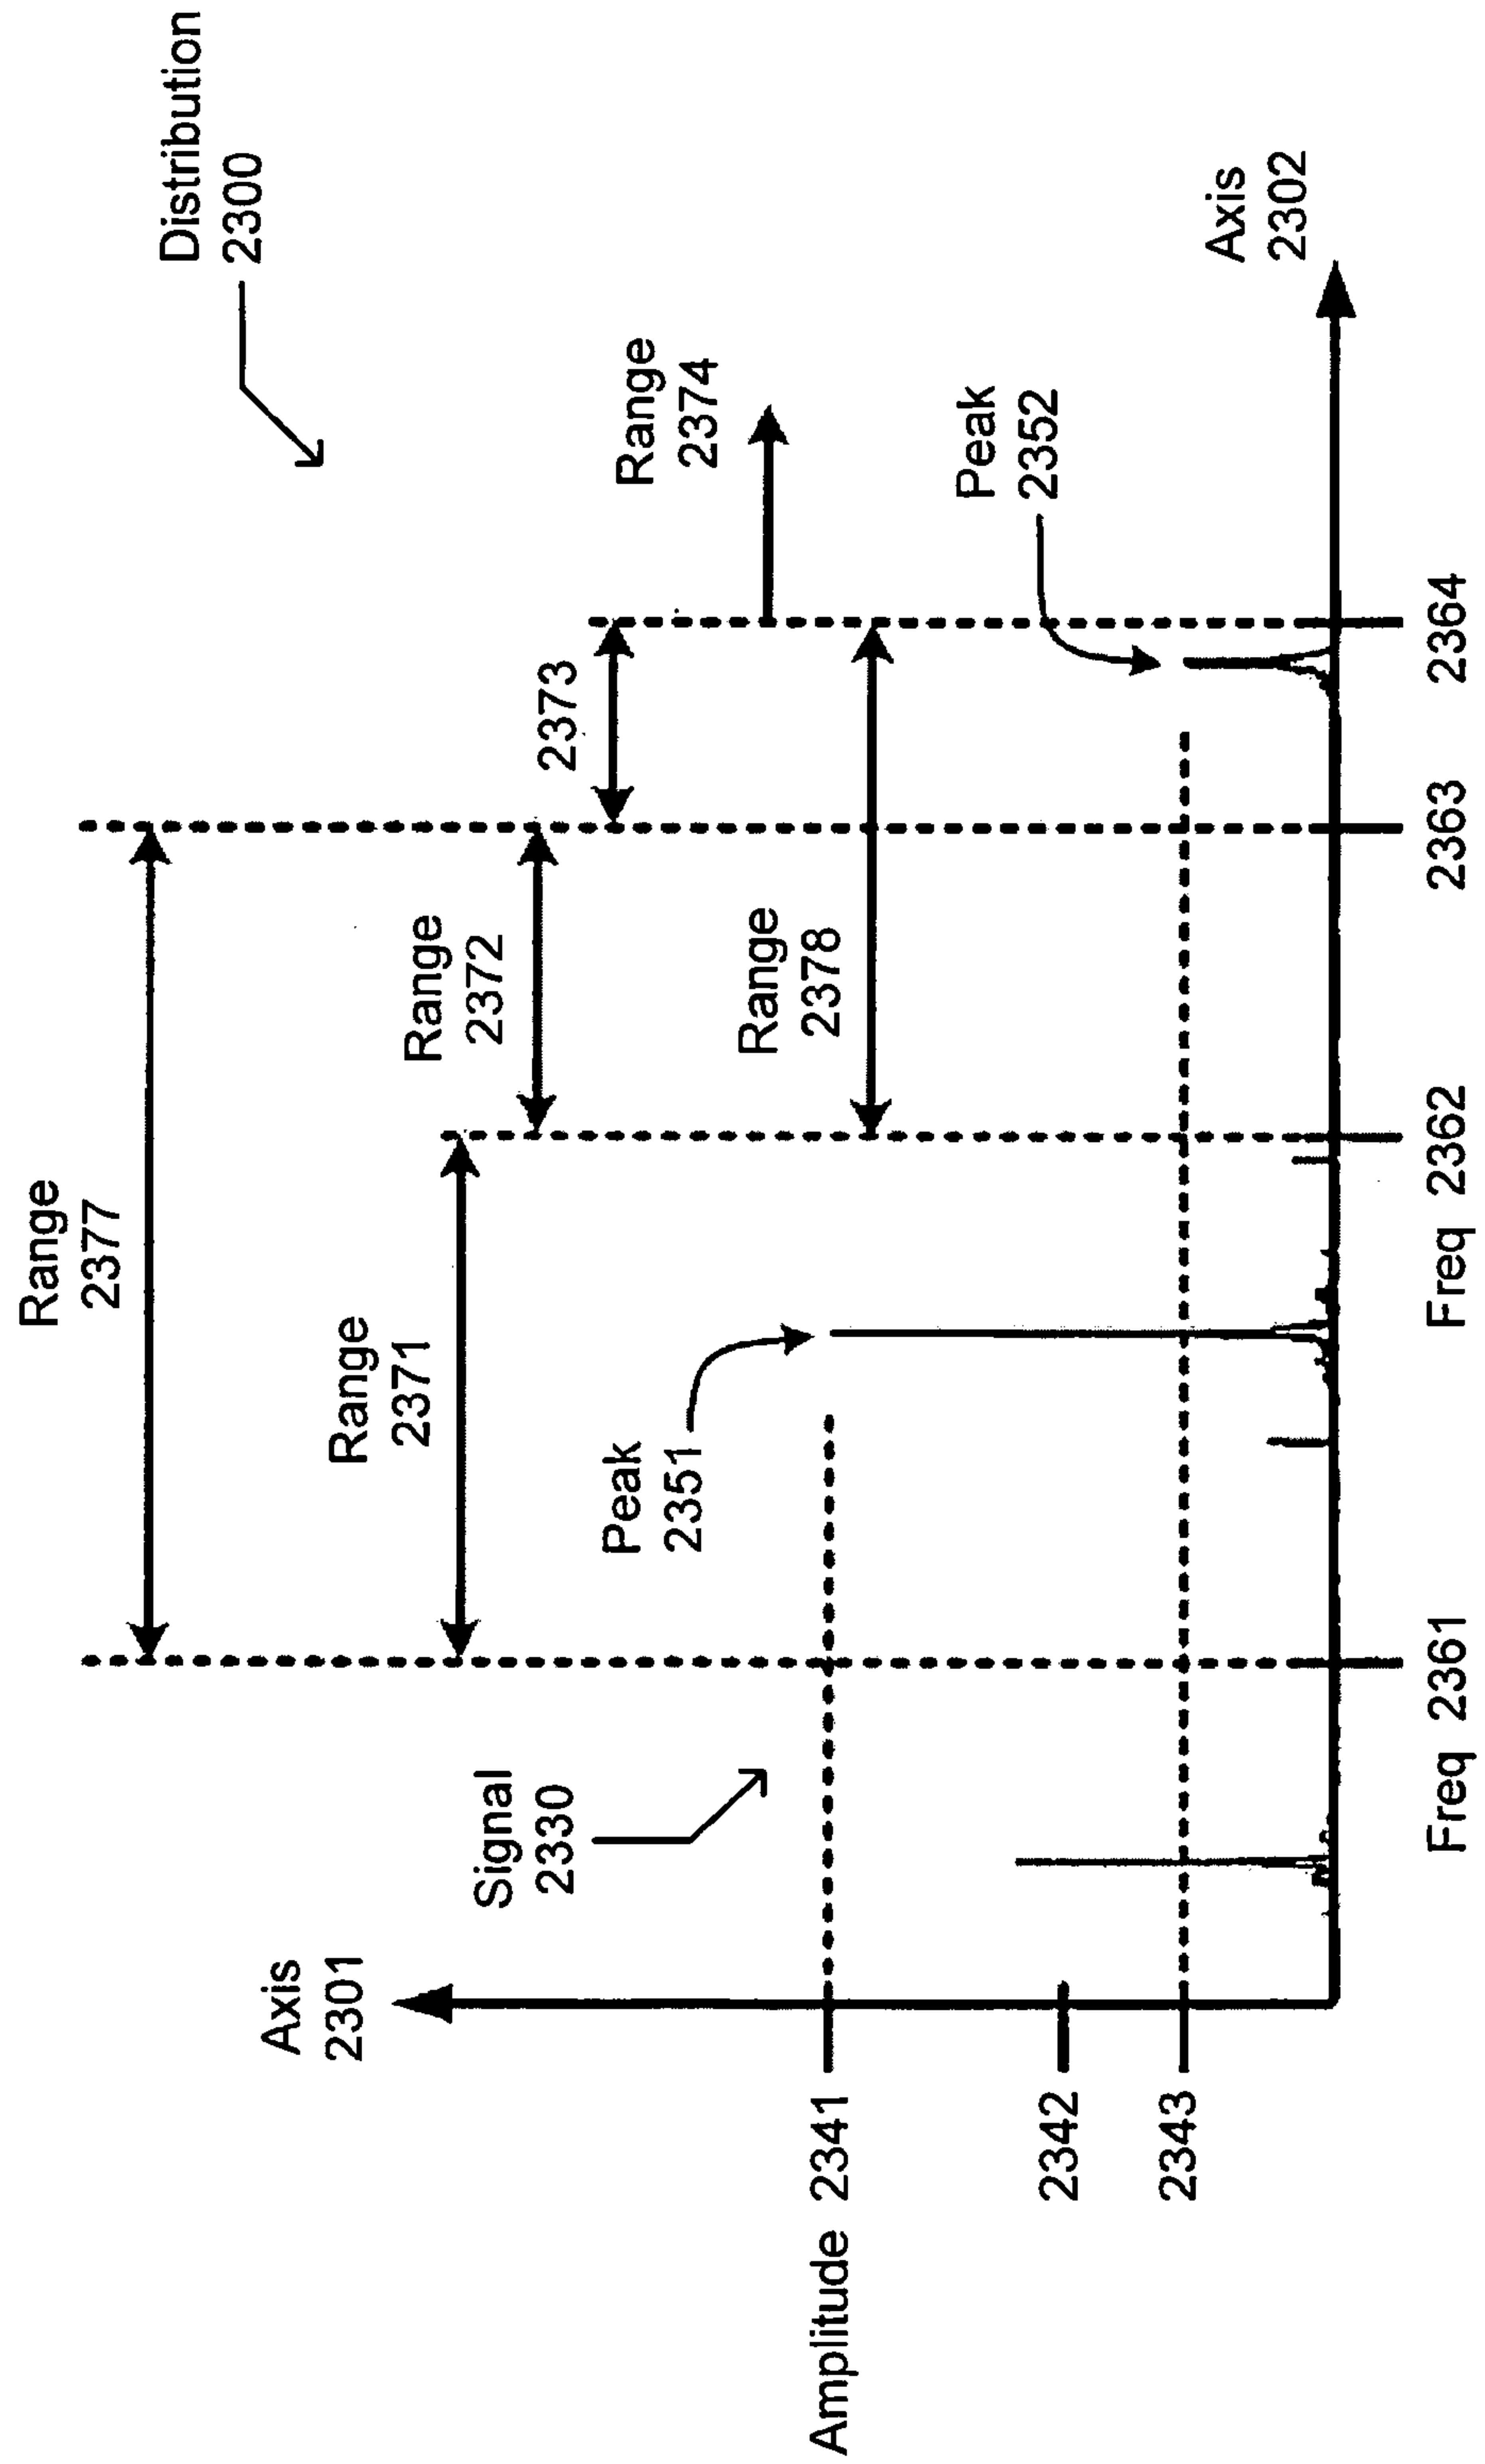 Distribution
2300
Range
2377
Axis
2301
Range
2371
Range
2372
Signal
2330
2373
Range
2374
Peak
2351
Range
2378
Amplitude 2341
Peak
2352
2342
2343
Axis
2302
Freq 2361
Freq 2362
2363
2364